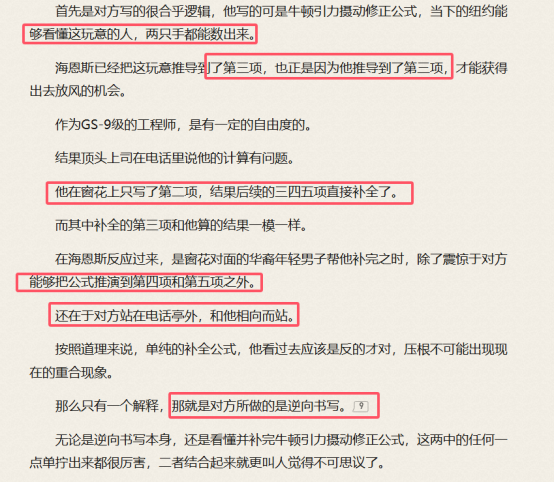 首先是对方写的很合乎逻辑，他写的可是牛顿引力摄动修正公式，当下的纽约能
够看懂这玩意的人，两只手都能数出来。
海恩斯已经把这玩意推导到了第三项，也正是因为他推导到了第三项，才能获得
出去放风的机会。
作为GS-9级的工程师，是有一定的自由度的。
结果顶头上司在电话里说他的计算有问题。
他在窗花上只写了第二项，结果后续的三四五项直接补全了。
而其中补全的第三项和他算的结果一模一样。
在海恩斯反应过来，是窗花对面的华裔年轻男子帮他补完之时，除了震惊于对方
能够把公式推演到第四项和第五项之外。
还在于对方站在电话亭外，和他相向而站。
按照道理来说，单纯的补全公式，他看过去应该是反的才对，压根不可能出现现
在的重合现象。
那么只有一个解释，那就是对方所做的是逆向书写。 9
无论是逆向书写本身，还是看懂并补完牛顿引力摄动修正公式，这两中的任何一
点单拧出来都很厉害，二者结合起来就更叫人觉得不可思议了。